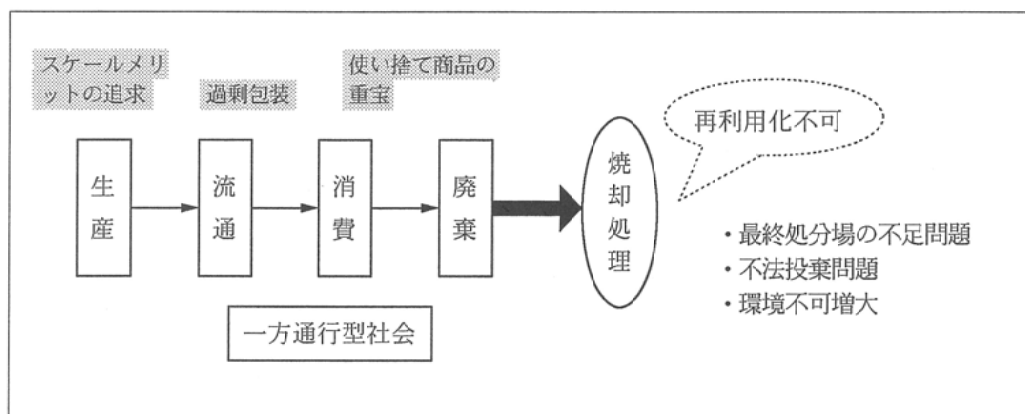 スケールメリ
ットの追求
過剰包装
使い捨て商品の
重宝
再利用化不可
生産
流通
消費
廃棄
焼却処理
・最終処分場の不足問題
・不法投棄問題
・環境不可増大
一方通行型社会